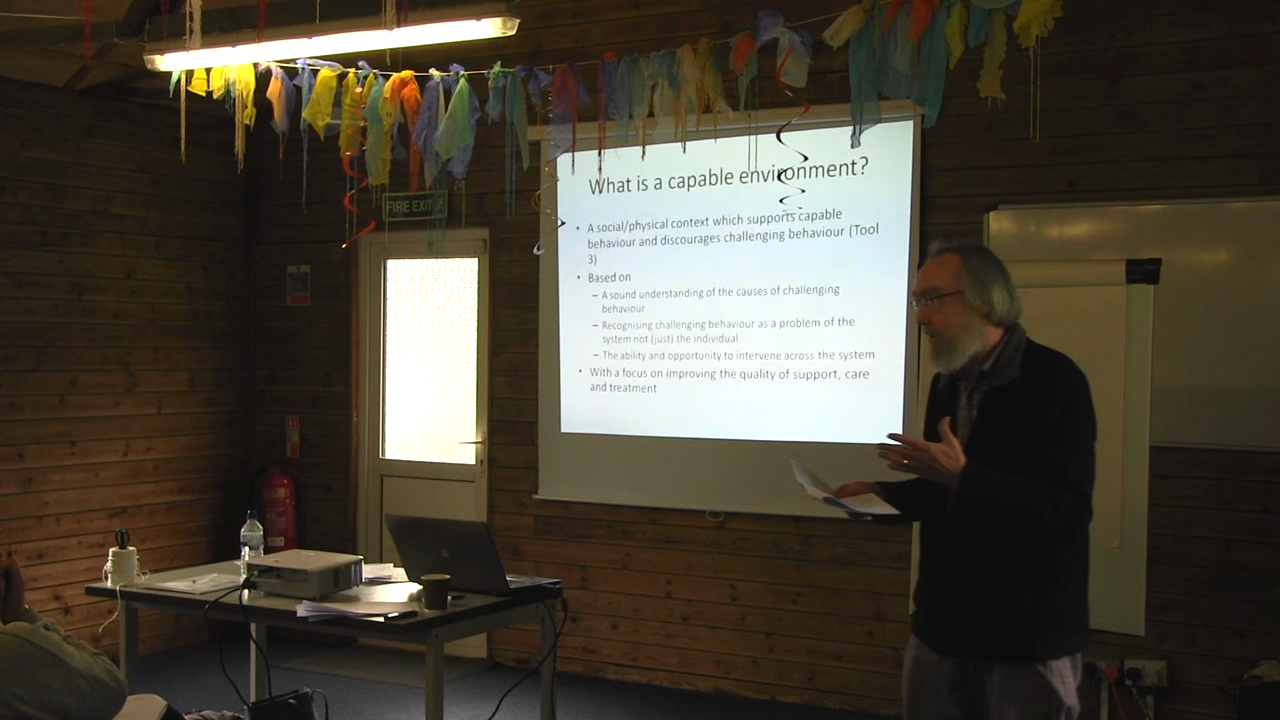 What is a capable environment?
• A social/physical context which supports capable
behaviour and discourages challenging behaviour (Tool
3)
• Based on
– A sound understanding of the causes of challenging
behaviour
– Recognising challenging behaviour as a problem of the
system not (just) the individual
– The ability and opportunity to intervene across the system
• With a focus on improving the quality of support, care
and treatment
FIRE EXIT